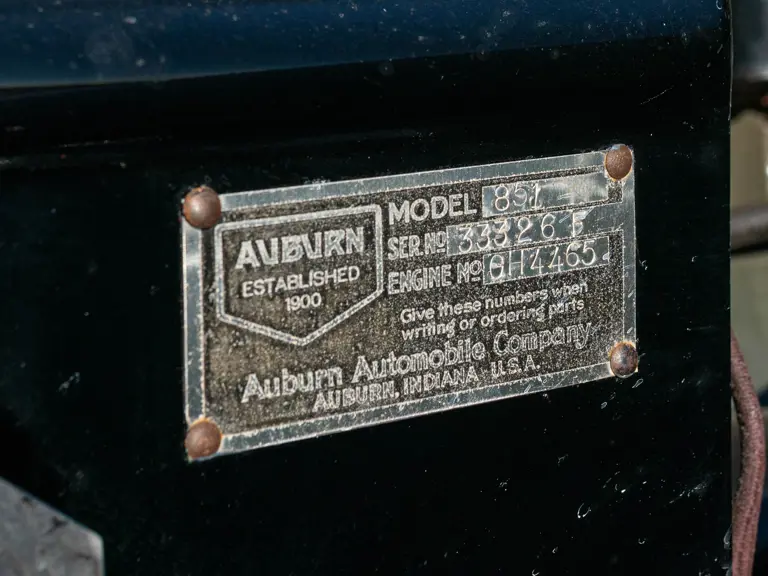 AUBURN
ESTABLISHED
1900
MODEL 851
SER.NO 33326 F
ENGINE NO GH4465
Give these numbers when
writing or ordering parts
Auburn Automobile Company
AUBURN, INDIANA U.S.A.